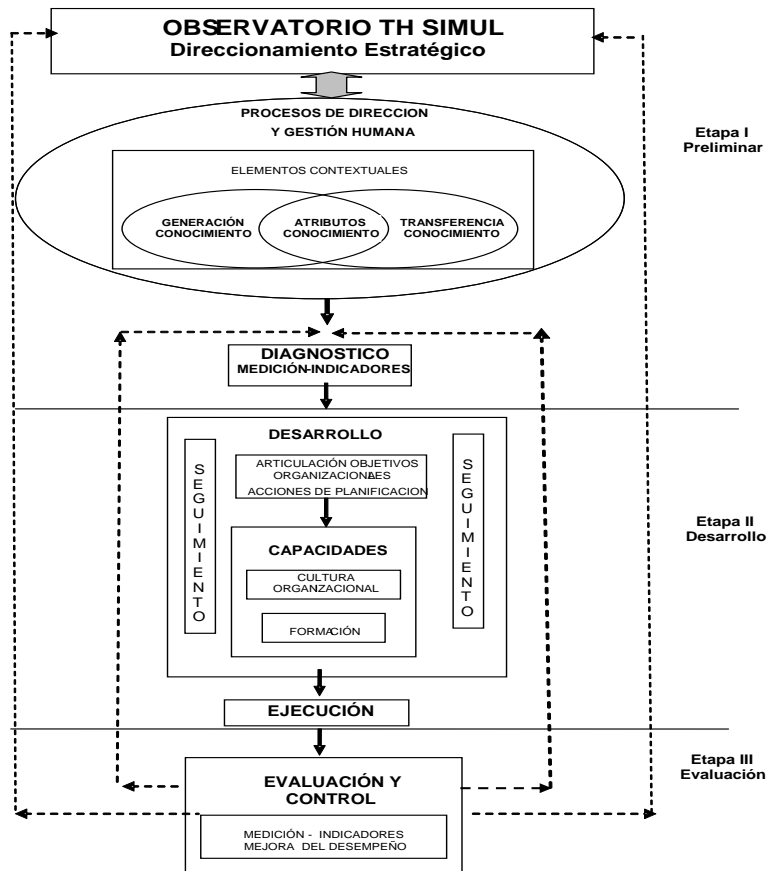 OBSERVATORIO TH SIMUL
Direccionamiento Estratégico
PROCESOS DE DIRECCION
Y GESTIÓN HUMANA
Etapa I
Preliminar
ELEMENTOS CONTEXTUALES
GENERACIÓN
CONOCIMIENTO
ATRIBUTOS
CONOCIMIENTO
TRANSFERENCIA
CONOCIMIENTO
DIAGNOSTICO
MEDICIÓN-INDICADORES
DESARROLLO
SEGUIMIENTO
ARTICULACIÓN OBJETIVOS
ORGANIZACIONALES
ACCIONES DE PLANIFICACION
SEGUIMIENTO
Etapa II
Desarrollo
CAPACIDADES
CULTURA
ORGANZACIONAL
FORMACIÓN
EJECUCIÓN
Etapa III
Evaluación
EVALUACIÓN Y
CONTROL
MEDICIÓN - INDICADORES
MEJORA DEL DESEMPEÑO